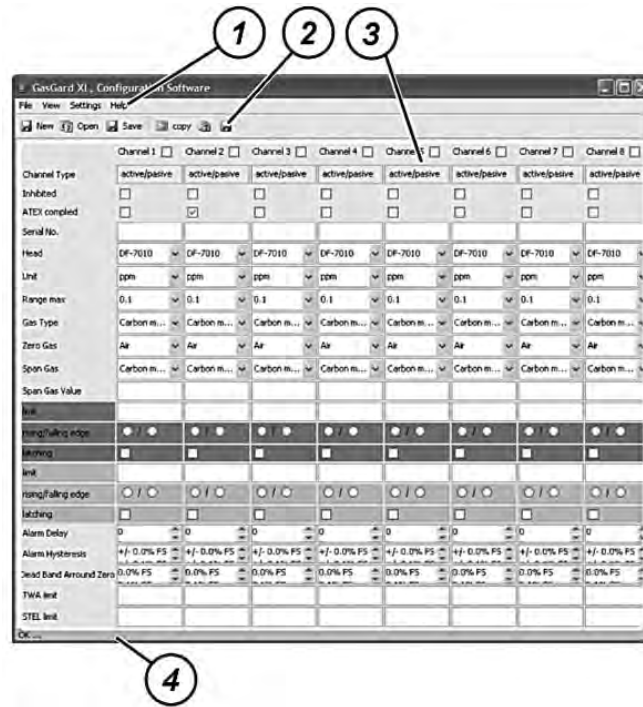 1 2 3
GasGard XL, Configuration Software
File View Settings Help
New Open Save copy
Channel 1 Channel 2 Channel 3 Channel 4 Channel 5 Channel 6 Channel 7 Channel 8
Channel Type active/pasive active/pasive active/pasive active/pasive active/pasive active/pasive active/pasive active/pasive
Inhibited
ATEX complied
Serial No.
Head DF-7010 DF-7010 DF-7010 DF-7010 DF-7010 DF-7010 DF-7010 DF-7010
Unit ppm ppm ppm ppm ppm ppm ppm ppm
Range max 0.1 0.1 0.1 0.1 0.1 0.1 0.1 0.1
Gas Type Carbon m... Carbon m... Carbon m... Carbon m... Carbon m... Carbon m... Carbon m... Carbon m...
Zero Gas Air Air Air Air Air Air Air Air
Span Gas Carbon m... Carbon m... Carbon m... Carbon m... Carbon m... Carbon m... Carbon m... Carbon m...
Span Gas Value
limit
rising/falling edge / / / / / / / /
latching
limit
rising/falling edge / / / / / / / /
latching
Alarm Delay 0 0 0 0 0 0 0 0
Alarm Hysteresis +/- 0.0% FS +/- 0.0% FS +/- 0.0% FS +/- 0.0% FS +/- 0.0% FS +/- 0.0% FS +/- 0.0% FS +/- 0.0% FS
Dead Band Arround Zero 0.0% FS 0.0% FS 0.0% FS 0.0% FS 0.0% FS 0.0% FS 0.0% FS 0.0% FS
TWA limit
STEL limit
OK ...
4